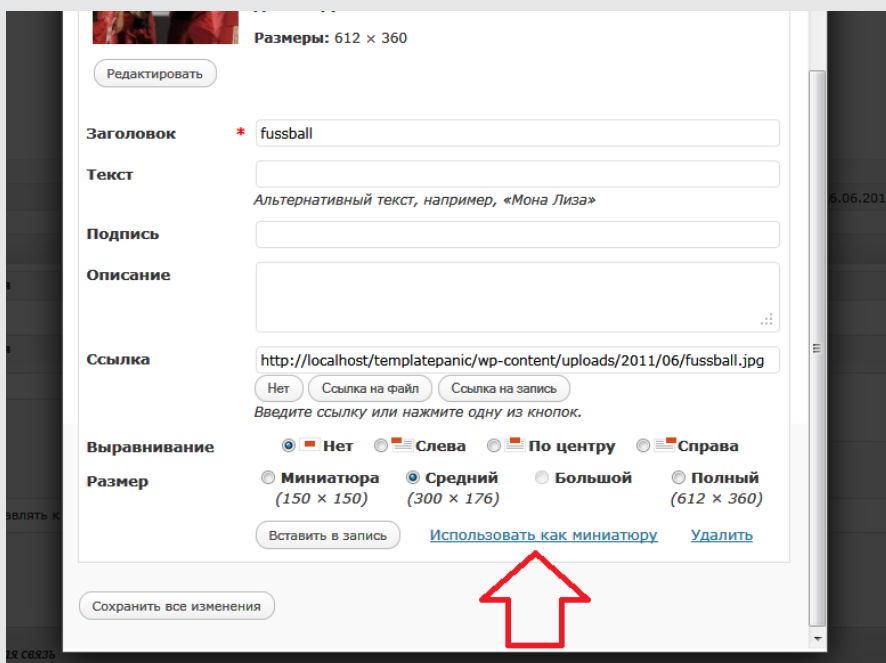 Размеры: 612 × 360
Редактировать
Заголовок * fussball
Текст
6.06.201
Альтернативный текст, например, «Мона Лиза»
Подпись
Описание
Ссылка http://localhost/templatepanic/wp-content/uploads/2011/06/fussball.jpg
Нет Ссылка на файл Ссылка на запись
Введите ссылку или нажмите одну из кнопок.
Выравнивание Нет Слева По центру Справа
Размер Миниатюра Средний Большой Полный
(150 × 150) (300 × 176) (612 × 360)
Вставить в запись Использовать как миниатюру Удалить
Сохранить все изменения